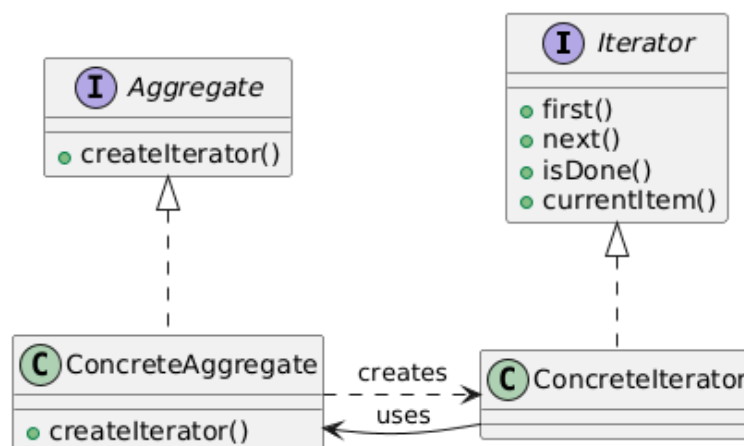 I Aggregate
createIterator()
I Iterator
first()
next()
isDone()
currentItem()
C ConcreteAggregate
createIterator()
creates
uses
C ConcreteIterator